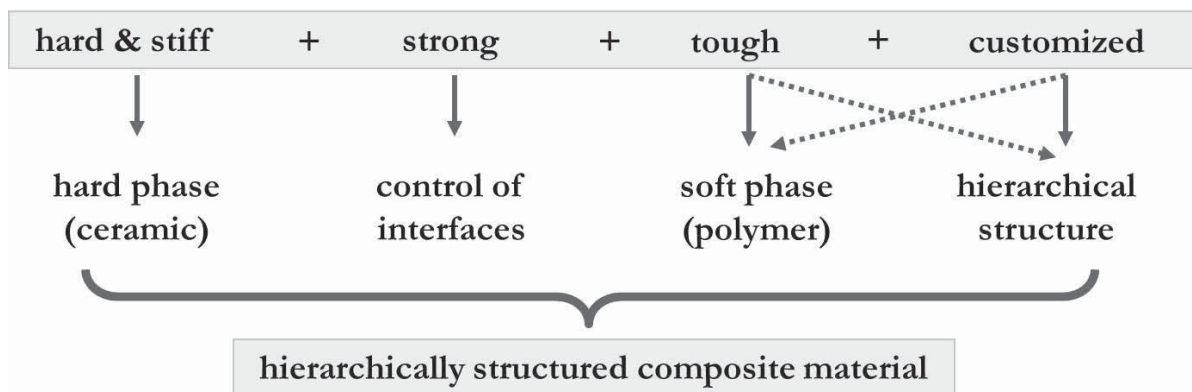 hard & stiff + strong + tough + customized
hard phase control of soft phase hierarchical
(ceramic) interfaces (polymer) structure
hierarchically structured composite material